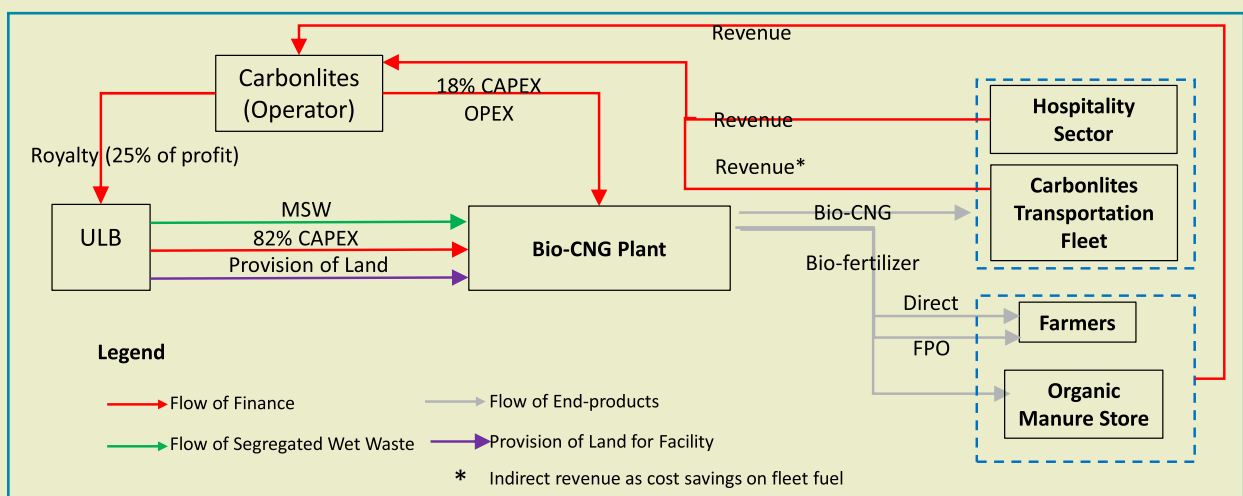 Revenue
Carbonlites
(Operator)
18% CAPEX
OPEX
Hospitality
Sector
Revenue
Royalty (25% of profit)
Revenue*
Carbonlites
Transportation
Fleet
ULB
MSW
82% CAPEX
Provision of Land
Bio-CNG Plant
Bio-CNG
Bio-fertilizer
Direct
Farmers
FPO
Organic
Manure Store
Legend
Flow of Finance
Flow of End-products
Flow of Segregated Wet Waste
Provision of Land for Facility
* Indirect revenue as cost savings on fleet fuel